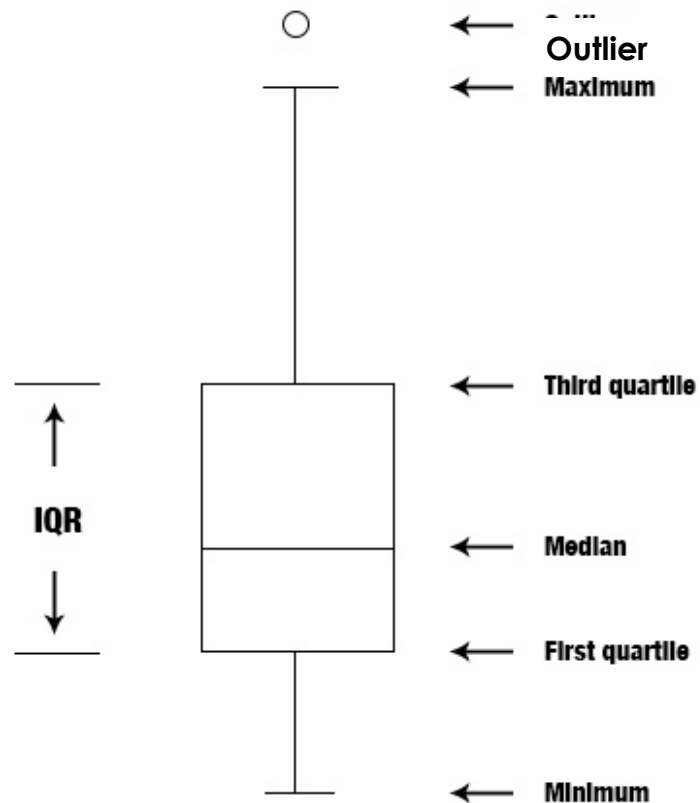 Outlier
Maximum
Third quartile
IQR
Median
First quartile
Minimum